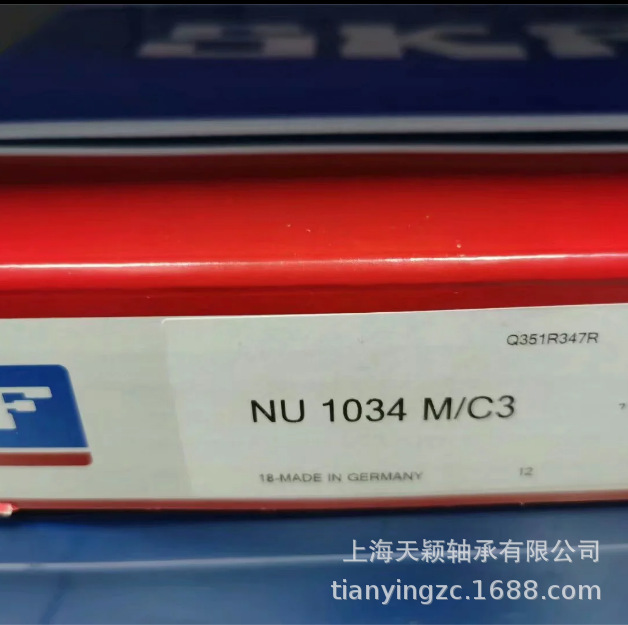 SKF
Q351R347R
NU 1034 M/C3
18-MADE IN GERMANY
12
上海天颖轴承有限公司
tianyingzc.1688.com